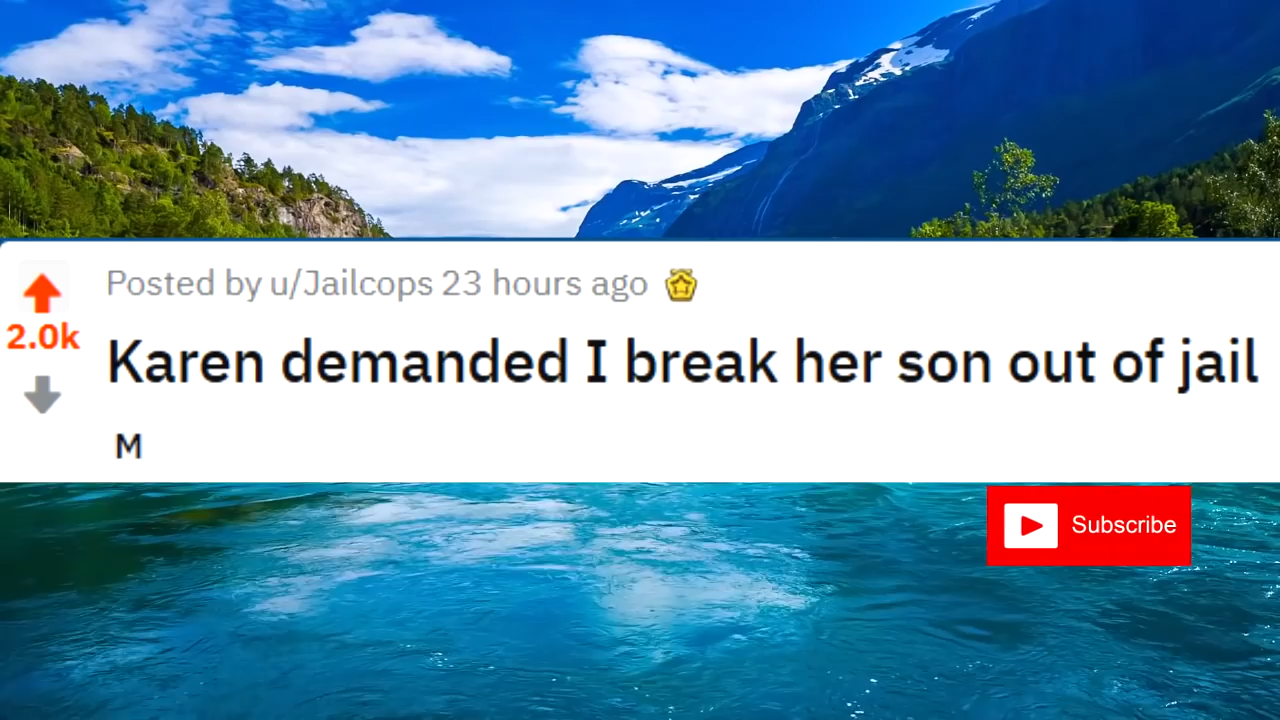 Posted by u/Jailcops 23 hours ago
2.0k
Karen demanded I break her son out of jail
M
Subscribe